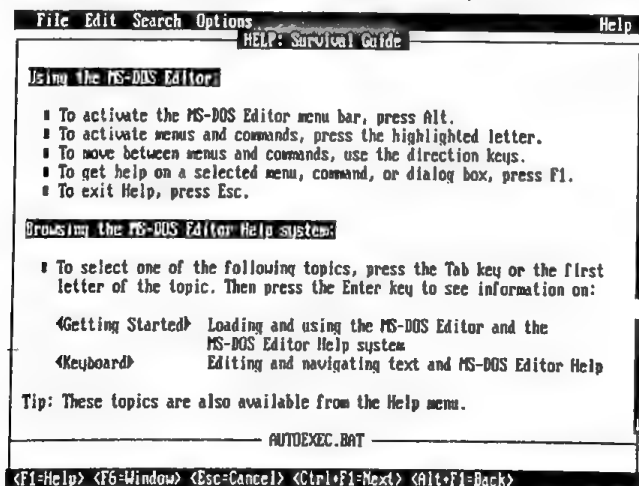 File Edit Search Options Help
HELP: Survival Guide
Using the MS-DOS Editor:
To activate the MS-DOS Editor menu bar, press Alt.
To activate menus and commands, press the highlighted letter.
To move between menus and commands, use the direction keys.
To get help on a selected menu, command, or dialog box, press F1.
To exit Help, press Esc.
Browsing the MS-DOS Editor Help system:
To select one of the following topics, press the Tab key or the first
letter of the topic. Then press the Enter key to see information on:
◄Getting Started► Loading and using the MS-DOS Editor and the
MS-DOS Editor Help system
◄Keyboard► Editing and navigating text and MS-DOS Editor Help
Tip: These topics are also available from the Help menu.
AUTOEXEC.BAT
<F1=Help> <F6=Window> <Esc=Cancel> <Ctrl+F1=Next> <Alt+F1=Back>